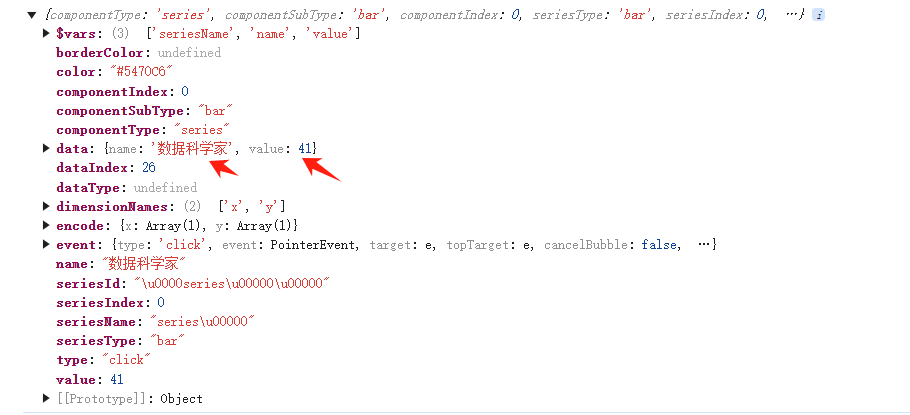 ▼ {componentType: 'series', componentSubType: 'bar', componentIndex: 0, seriesType: 'bar', seriesIndex: 0, …} i
▶ $vars: (3) ['seriesName', 'name', 'value']
borderColor: undefined
color: "#5470C6"
componentIndex: 0
componentSubType: "bar"
componentType: "series"
▶ data: {name: '数据科学家', value: 41}
dataIndex: 26
dataType: undefined
▶ dimensionNames: (2) ['x', 'y']
▶ encode: {x: Array(1), y: Array(1)}
▶ event: {type: 'click', event: PointerEvent, target: e, topTarget: e, cancelBubble: false, …}
name: "数据科学家"
seriesId: "\u0000series\u00000\u00000"
seriesIndex: 0
seriesName: "series\u00000"
seriesType: "bar"
type: "click"
value: 41
▶ [[Prototype]]: Object